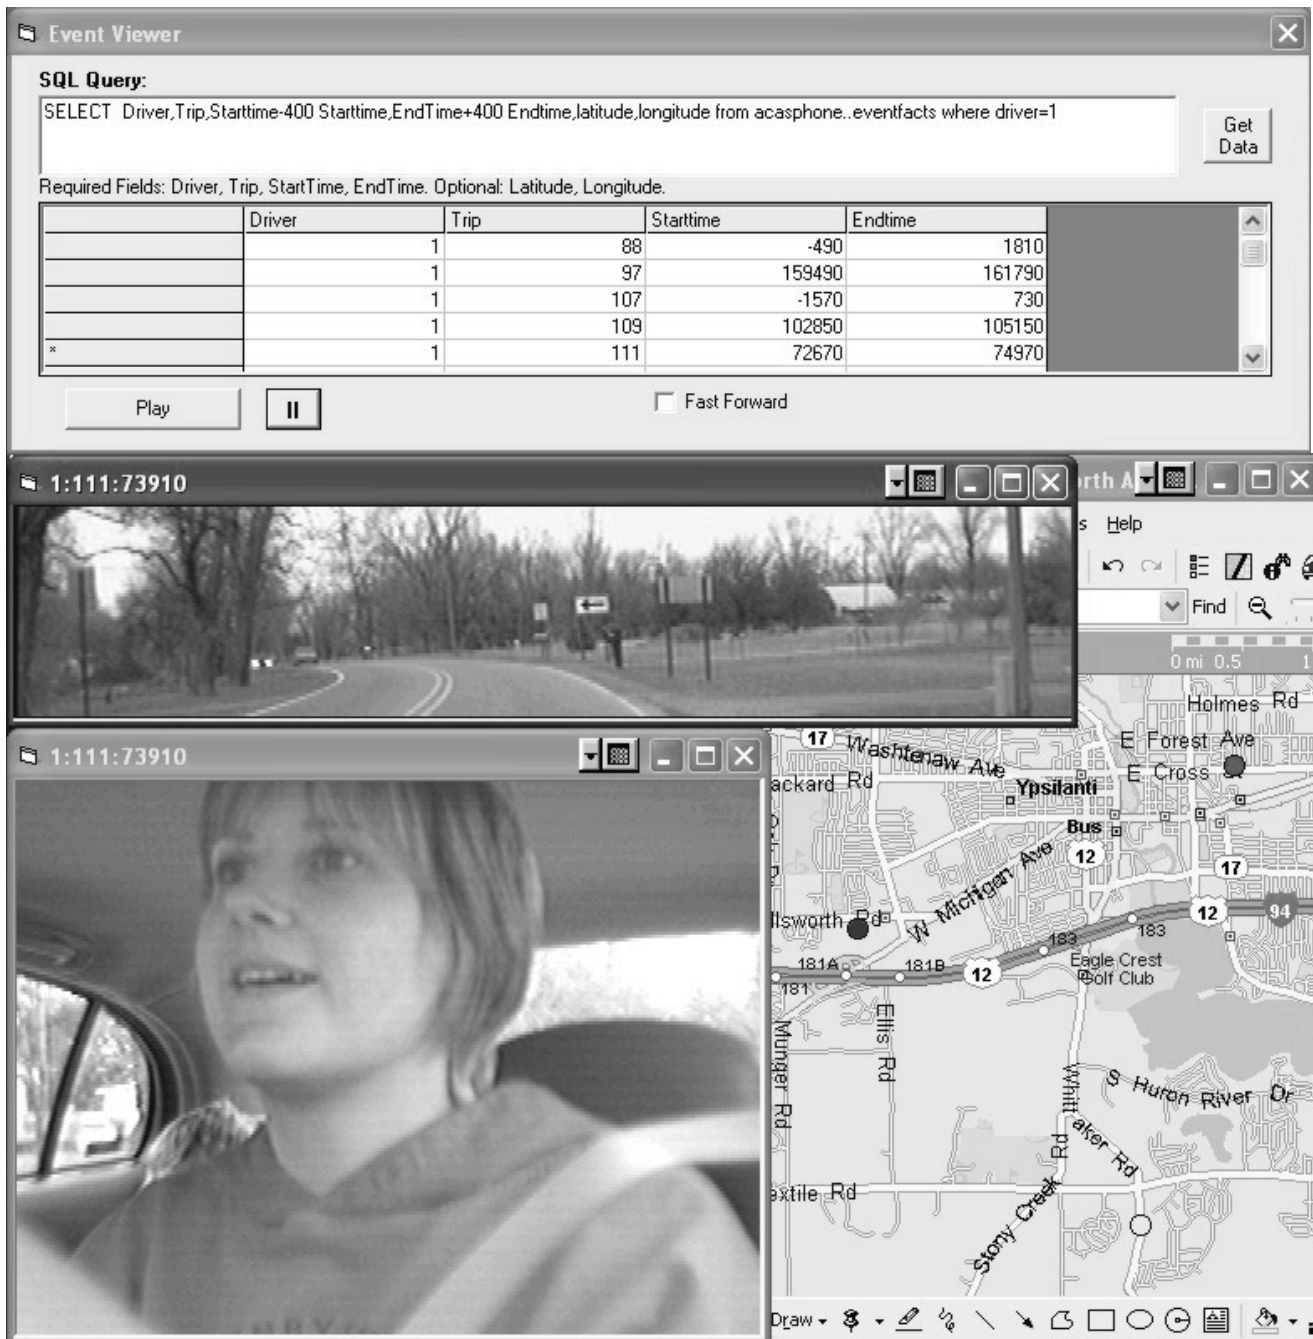 Event Viewer
SQL Query:
SELECT Driver,Trip,Starttime-400 Starttime,EndTime+400 Endtime,latitude,longitude from acasphone..eventfacts where driver=1
Get
Data
Required Fields: Driver, Trip, StartTime, EndTime. Optional: Latitude, Longitude.
Driver Trip Starttime Endtime
1 88 -490 1810
1 97 159490 161790
1 107 -1570 730
1 109 102850 105150
* 1 111 72670 74970
Play
Fast Forward
1:111:73910
orth A
s Help
Find
0 mi 0.5 1
1:111:73910
Holmes Rd
17 Washtenaw Ave
E Forest Ave
E Cross
ackard Rd
Ypsilanti
Bus
12
17
W Michigan Ave
llsworth Rd
12
94
183
183
181A
181B
12
181
Eagle Crest
Golf Club
Munger Rd
Ellis Rd
S Huron River Dr
Whittaker Rd
extile Rd
Stony Creek Rd
Draw